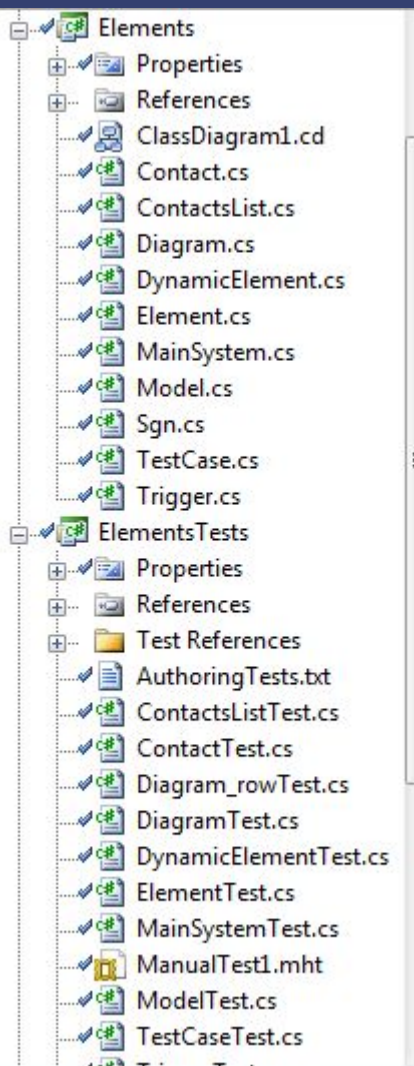 Elements
Properties
References
ClassDiagram1.cd
Contact.cs
ContactsList.cs
Diagram.cs
DynamicElement.cs
Element.cs
MainSystem.cs
Model.cs
Sgn.cs
TestCase.cs
Trigger.cs
ElementsTests
Properties
References
Test References
AuthoringTests.txt
ContactsListTest.cs
ContactTest.cs
Diagram_rowTest.cs
DiagramTest.cs
DynamicElementTest.cs
ElementTest.cs
MainSystemTest.cs
ManualTest1.mht
ModelTest.cs
TestCaseTest.cs